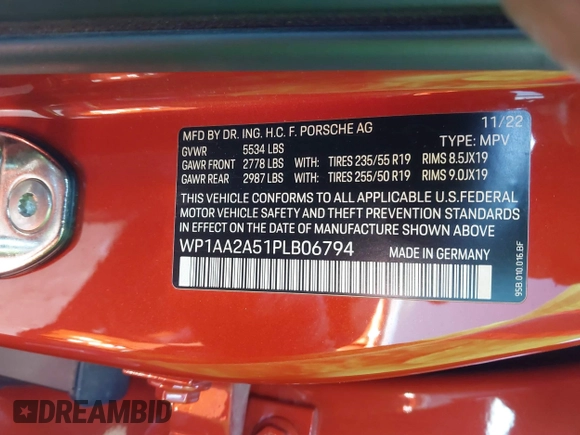 MFD BY DR. ING. H.C. F. PORSCHE AG 11/22
GVWR 5534 LBS TYPE: MPV
GAWR FRONT 2778 LBS WITH: TIRES 235/55 R19 RIMS 8.5JX19
GAWR REAR 2987 LBS WITH: TIRES 255/50 R19 RIMS 9.0JX19
THIS VEHICLE CONFORMS TO ALL APPLICABLE U.S.FEDERAL
MOTOR VEHICLE SAFETY AND THEFT PREVENTION STANDARDS
IN EFFECT ON THE DATE OF MANUFACTURE SHOWN ABOVE
WP1AA2A51PLB06794 MADE IN GERMANY
95B.010.016.BF
DREAMBID